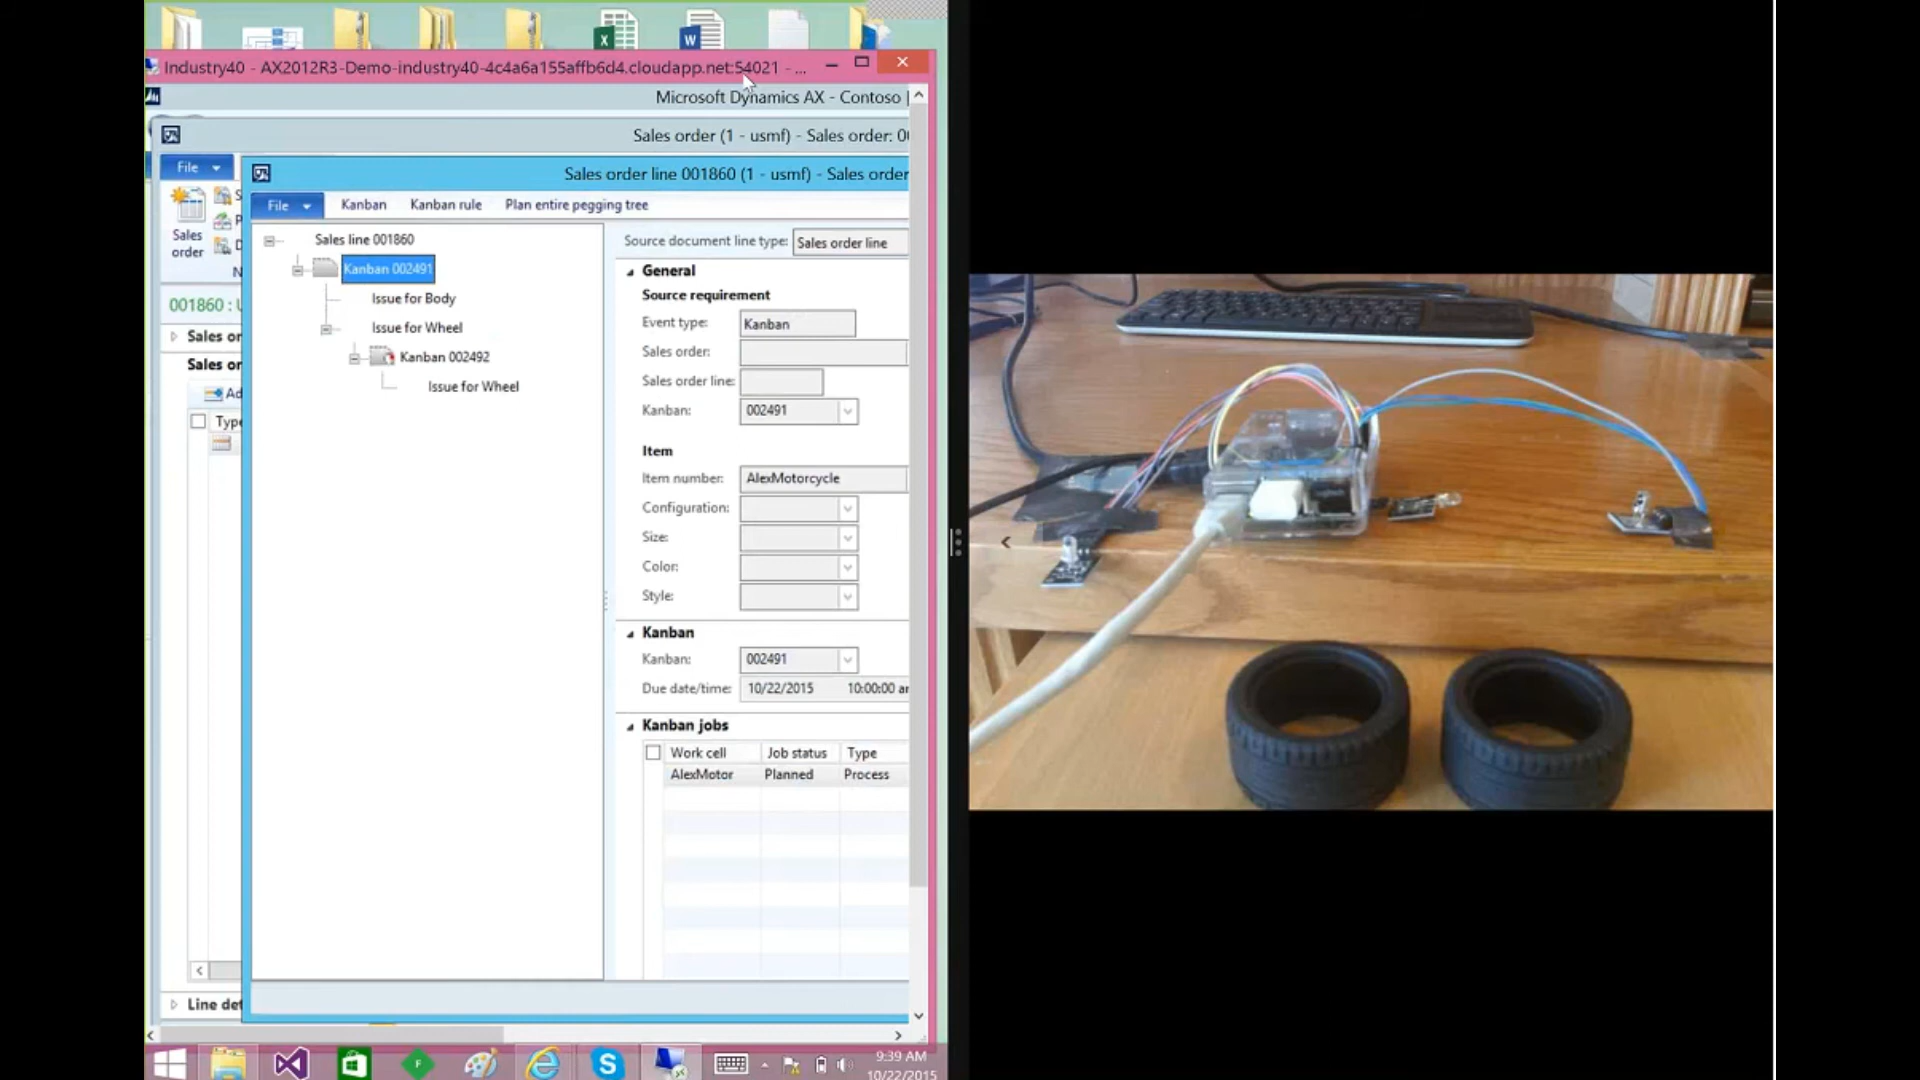 Industry40 - AX2012R3-Demo-industry40-4c4a6a155affb6d4.cloudapp.net:54021 - ...
Microsoft Dynamics AX - Contoso |
Sales order (1 - usmf) - Sales order: 0
File
Sales order line 001860 (1 - usmf) - Sales order
File Kanban Kanban rule Plan entire pegging tree
Sales order
001860 :
Sales or
Sales or
Ad
Type
Line det
Sales line 001860
Kanban 002491
Issue for Body
Issue for Wheel
Kanban 002492
Issue for Wheel
Source document line type: Sales order line
General
Source requirement
Event type: Kanban
Sales order:
Sales order line:
Kanban: 002491
Item
Item number: AlexMotorcycle
Configuration:
Size:
Color:
Style:
Kanban
Kanban: 002491
Due date/time: 10/22/2015 10:00:00 a
Kanban jobs
Work cell Job status Type
AlexMotor Planned Process
9:39 AM
10/22/2015